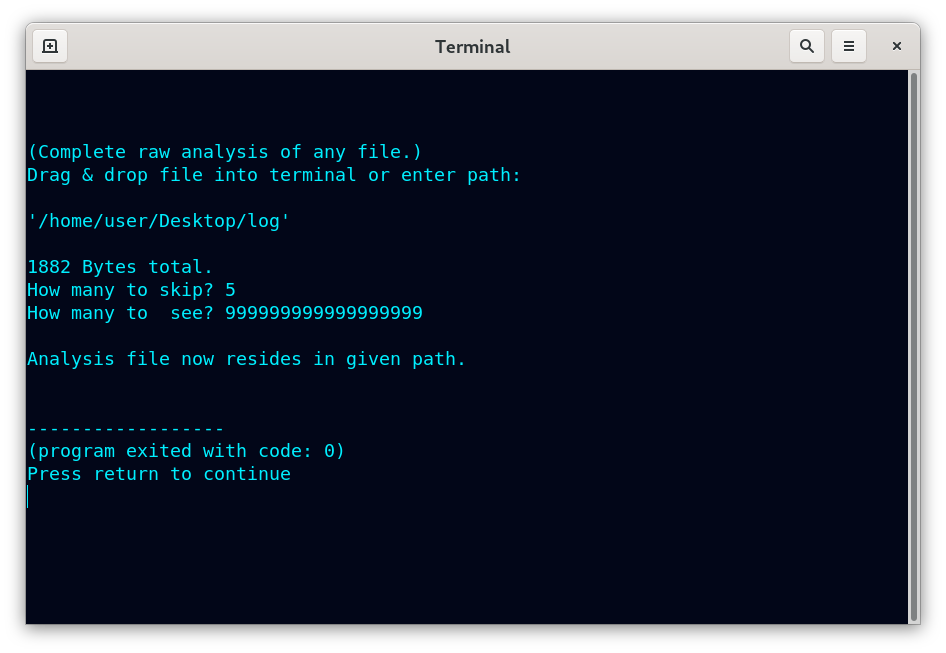 Terminal
(Complete raw analysis of any file.)
Drag & drop file into terminal or enter path:
'/home/user/Desktop/log'
1882 Bytes total.
How many to skip? 5
How many to  see? 999999999999999999
Analysis file now resides in given path.
------------------
(program exited with code: 0)
Press return to continue